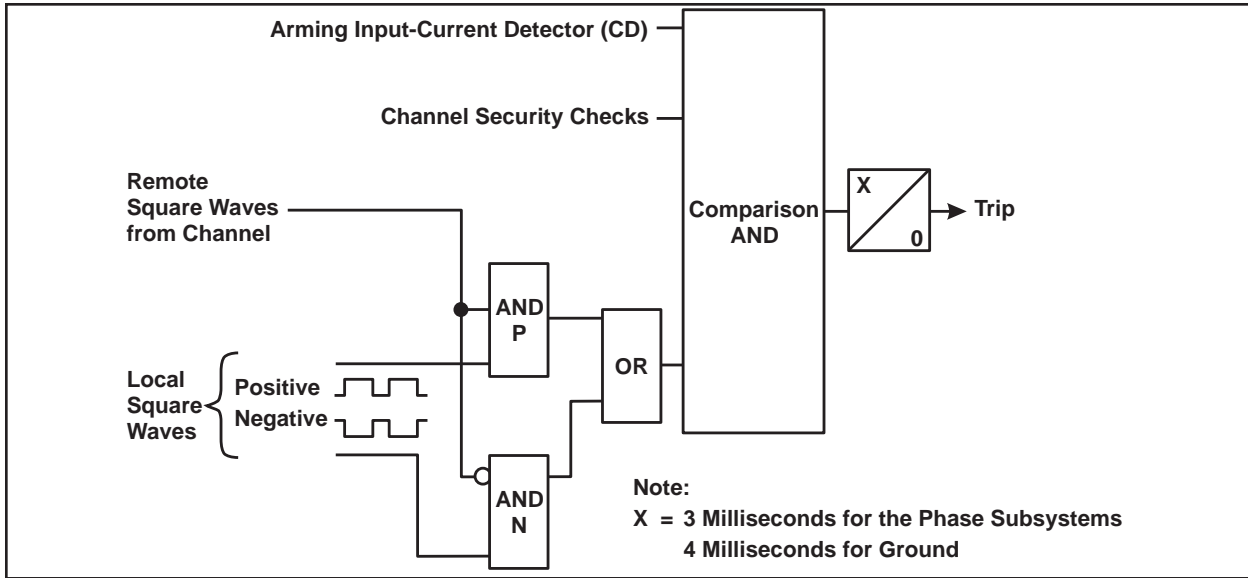 Arming Input-Current Detector (CD)
Channel Security Checks
Remote
Square Waves
from Channel
Comparison
AND
X
0
Trip
AND
P
OR
Local
Square
Waves
Positive
Negative
AND
N
Note:
X = 3 Milliseconds for the Phase Subsystems
4 Milliseconds for Ground